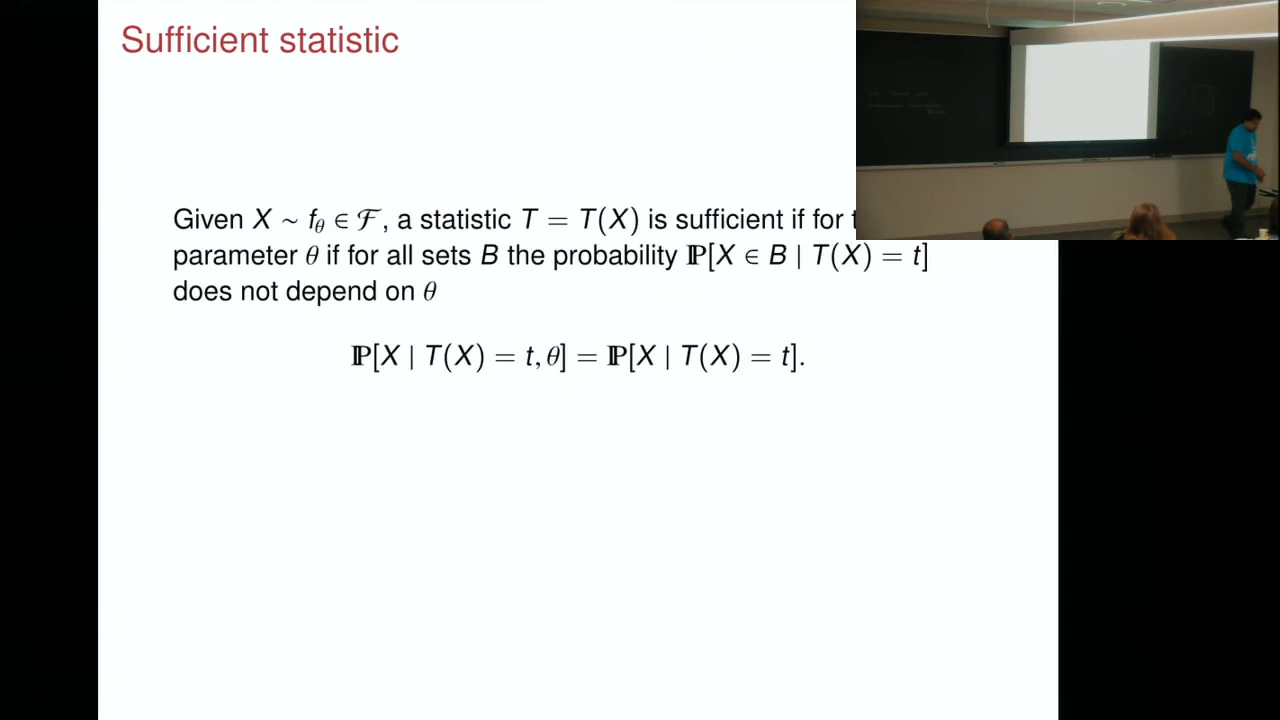 Sufficient statistic
Given X ~ f_θ ∈ ℱ, a statistic T = T(X) is sufficient if for
parameter θ if for all sets B the probability ℙ[X ∈ B | T(X) = t]
does not depend on θ
ℙ[X | T(X) = t, θ] = ℙ[X | T(X) = t].